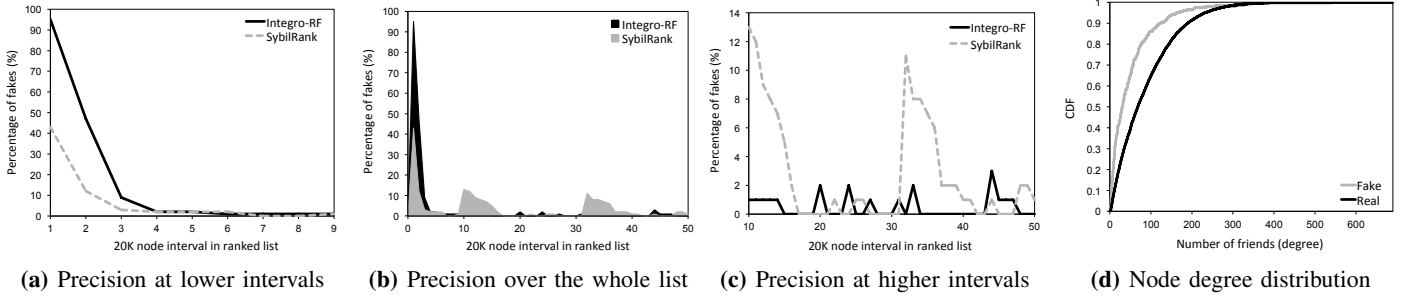 100
90
80
70
60
50
40
30
20
10
0
Percentage of fakes (%)
Integro-RF
SybilRank
1 2 3 4 5 6 7 8 9
20K node interval in ranked list
(a) Precision at lower intervals
100
90
80
70
60
50
40
30
20
10
0
Percentage of fakes (%)
Integro-RF
SybilRank
0 10 20 30 40 50
20K node interval in ranked list
(b) Precision over the whole list
14
12
10
8
6
4
2
0
Percentage of fakes (%)
Integro-RF
SybilRank
10 20 30 40 50
20K node interval in ranked list
(c) Precision at higher intervals
1
0.9
0.8
0.7
0.6
0.5
0.4
0.3
0.2
0.1
0
CDF
Fake
Real
0 100 200 300 400 500 600
Number of friends (degree)
(d) Node degree distribution